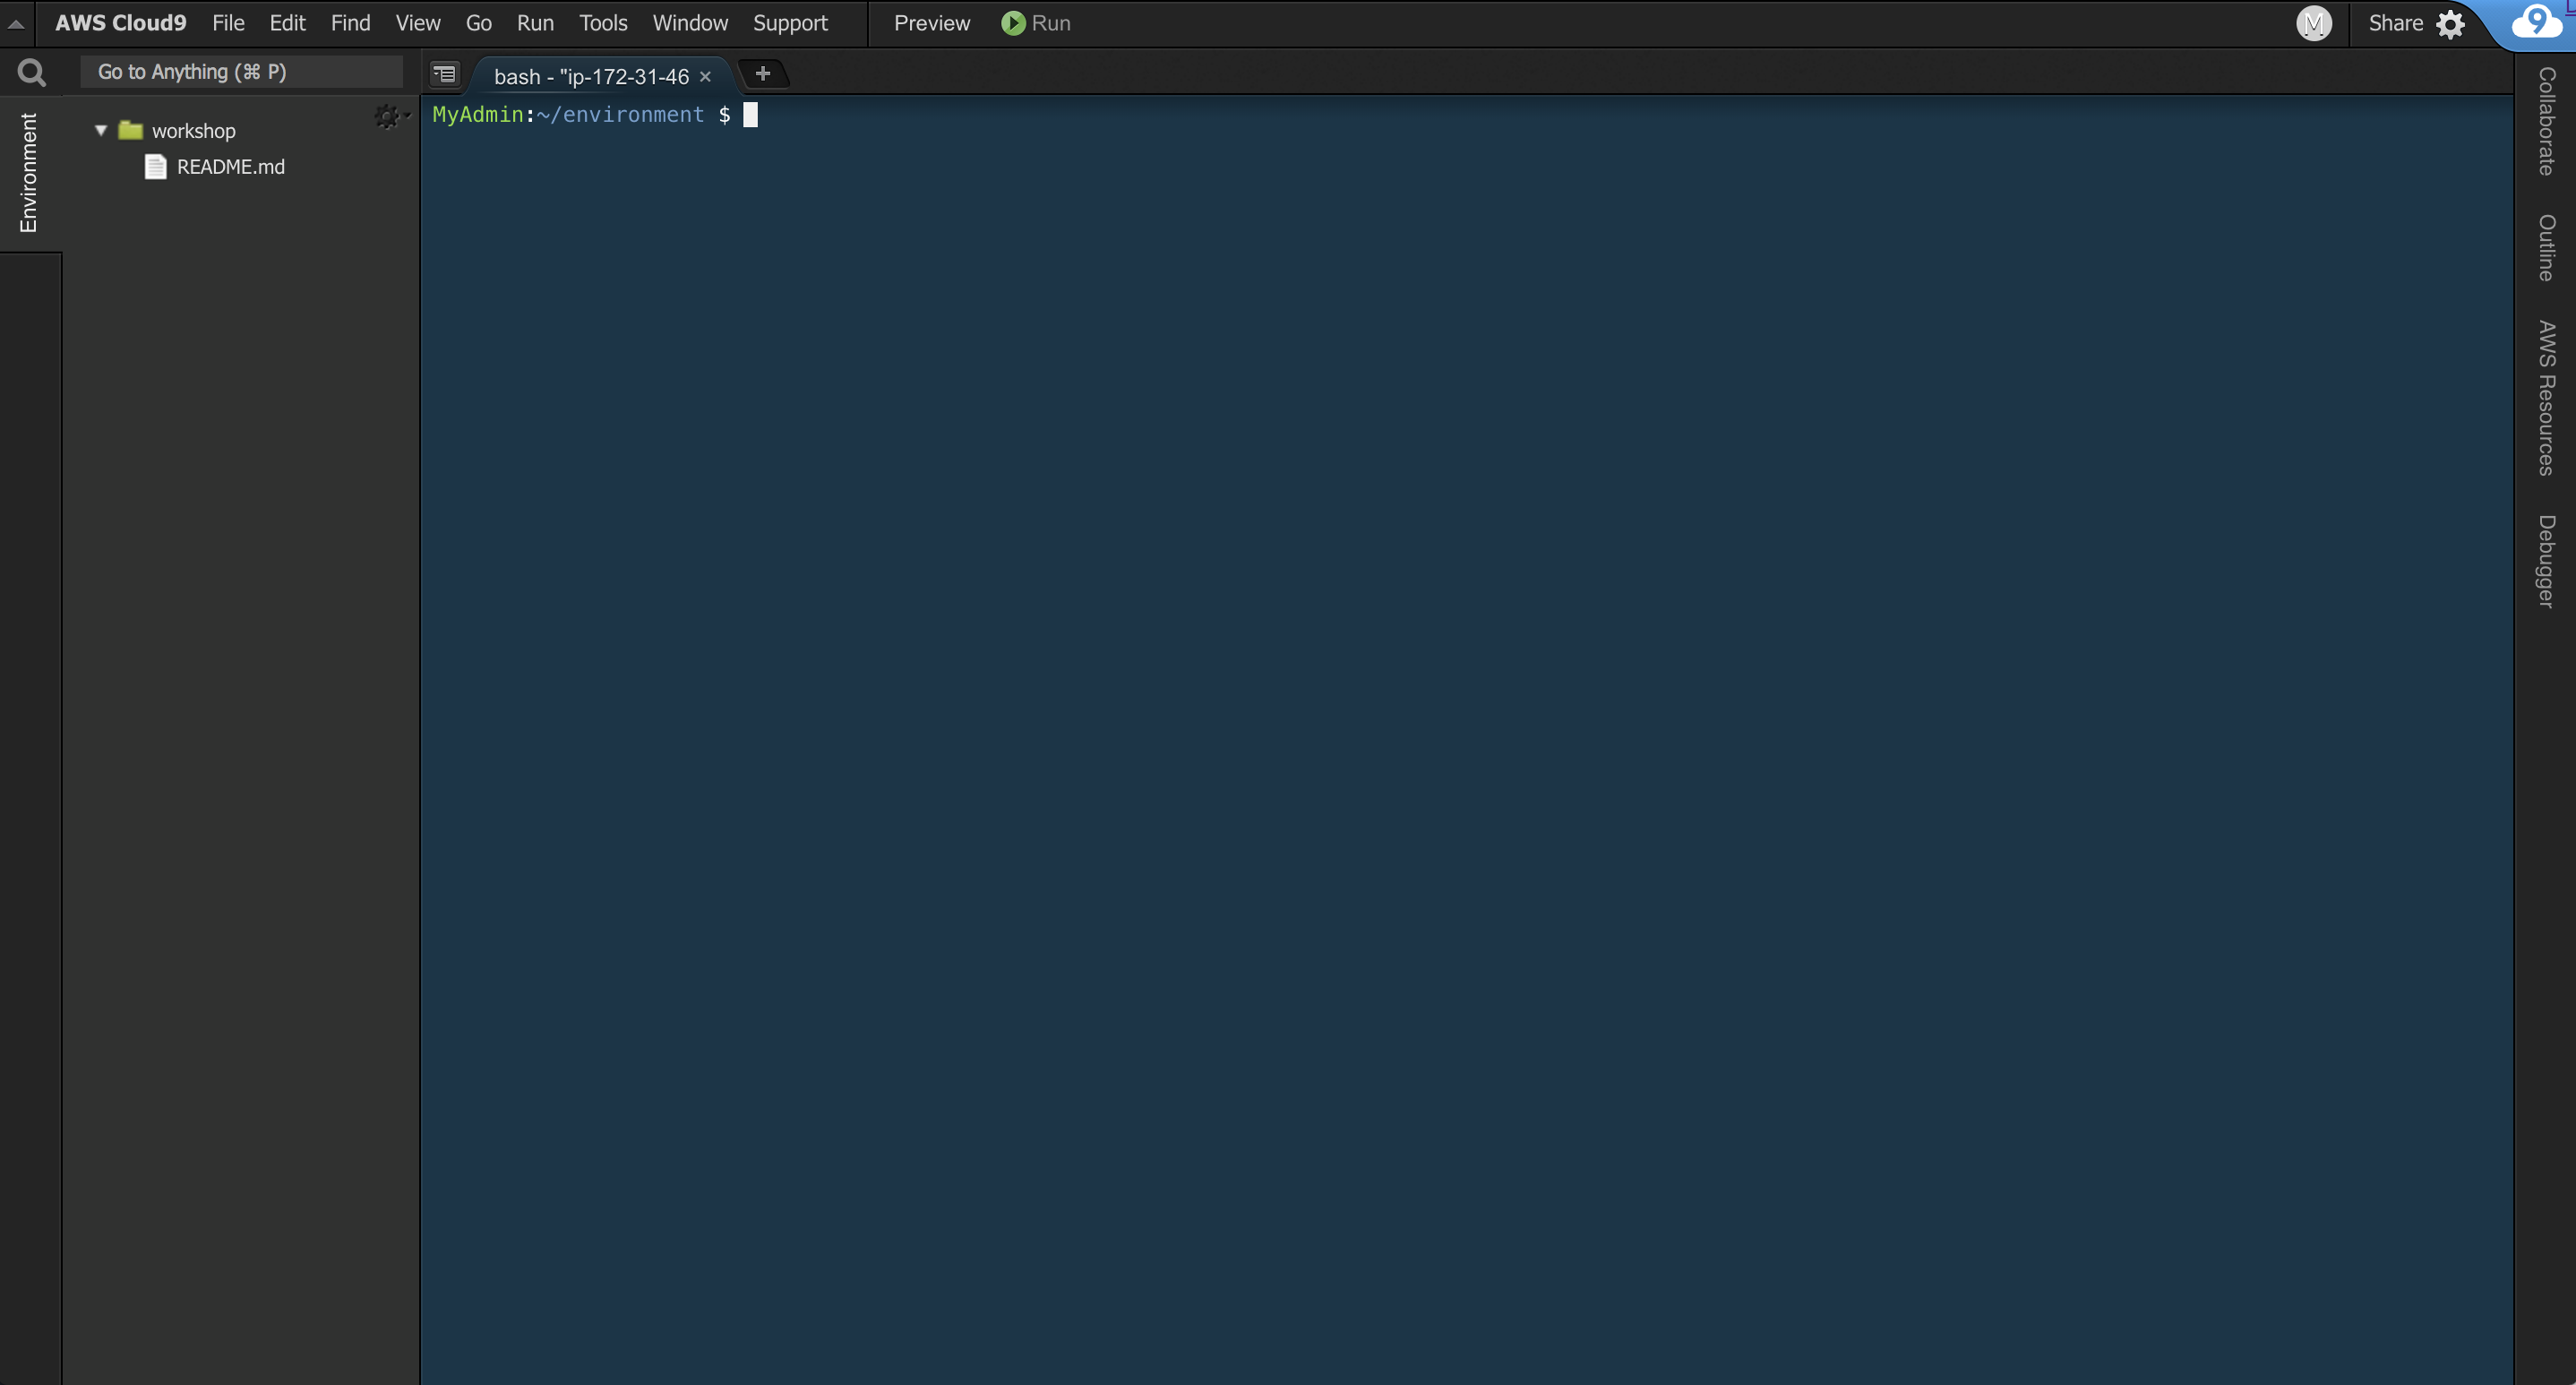 AWS Cloud9 File Edit Find View Go Run Tools Window Support Preview Run M Share 9
Go to Anything (⌘ P)
bash - "ip-172-31-46 × +
Environment
workshop
README.md
MyAdmin:~/environment $
Collaborate
Outline
AWS Resources
Debugger